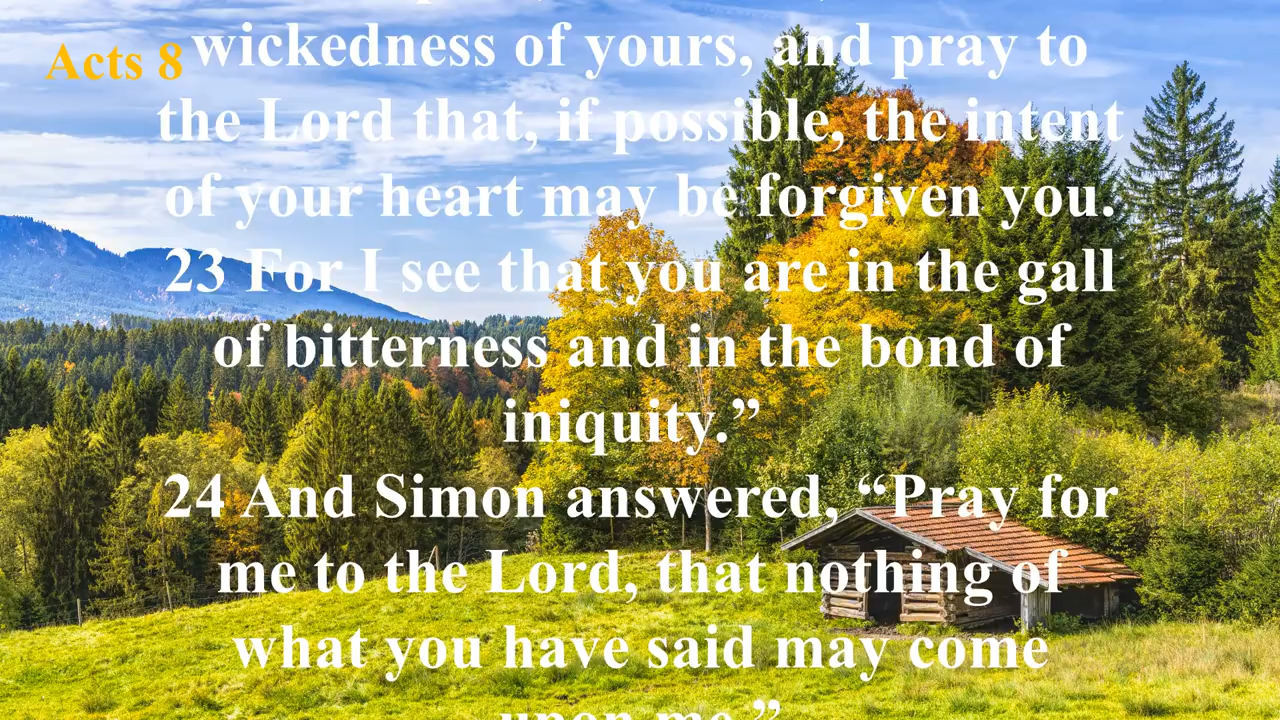 Acts 8
wickedness of yours, and pray to
the Lord that, if possible, the intent
of your heart may be forgiven you.
23 For I see that you are in the gall
of bitterness and in the bond of
iniquity.”
24 And Simon answered, “Pray for
me to the Lord, that nothing of
what you have said may come
upon me.”